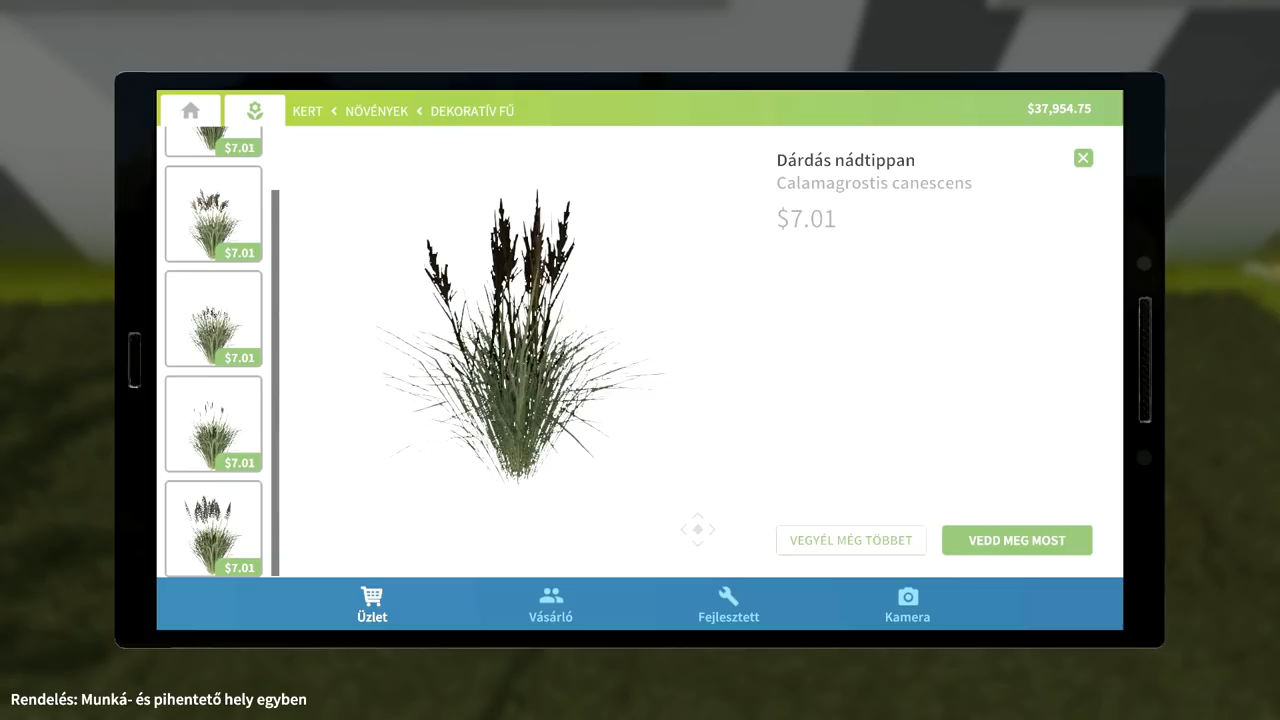 KERT < NÖVÉNYEK < DEKORATÍV FŰ
$37,954.75
$7.01
$7.01
$7.01
$7.01
$7.01
Dárdás nádtippan
Calamagrostis canescens
$7.01
VEGYÉL MÉG TÖBBET
VEDD MEG MOST
Üzlet
Vásárló
Fejlesztett
Kamera
Rendelés: Munká- és pihentető hely egyben